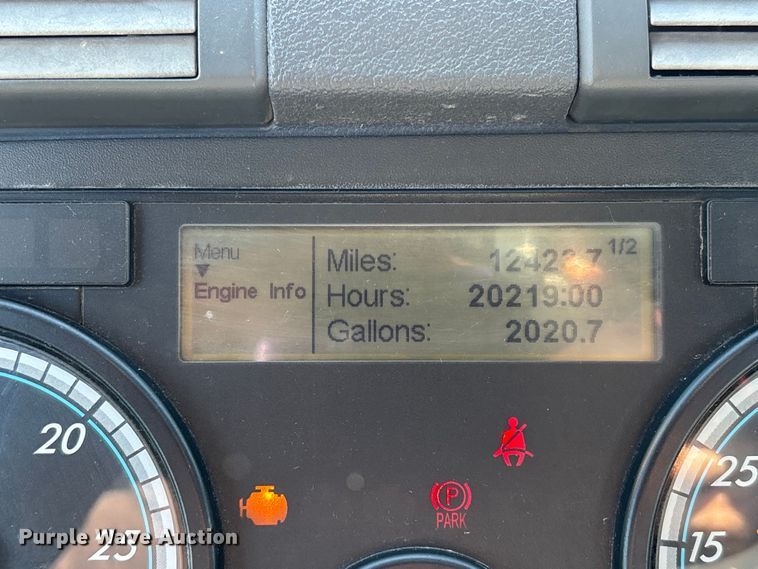 Menu
Engine Info
Miles: 1/2
Hours: 20219:00
Gallons: 2020.7
20
25
P
PARK
25
15
Purple Wave Auction